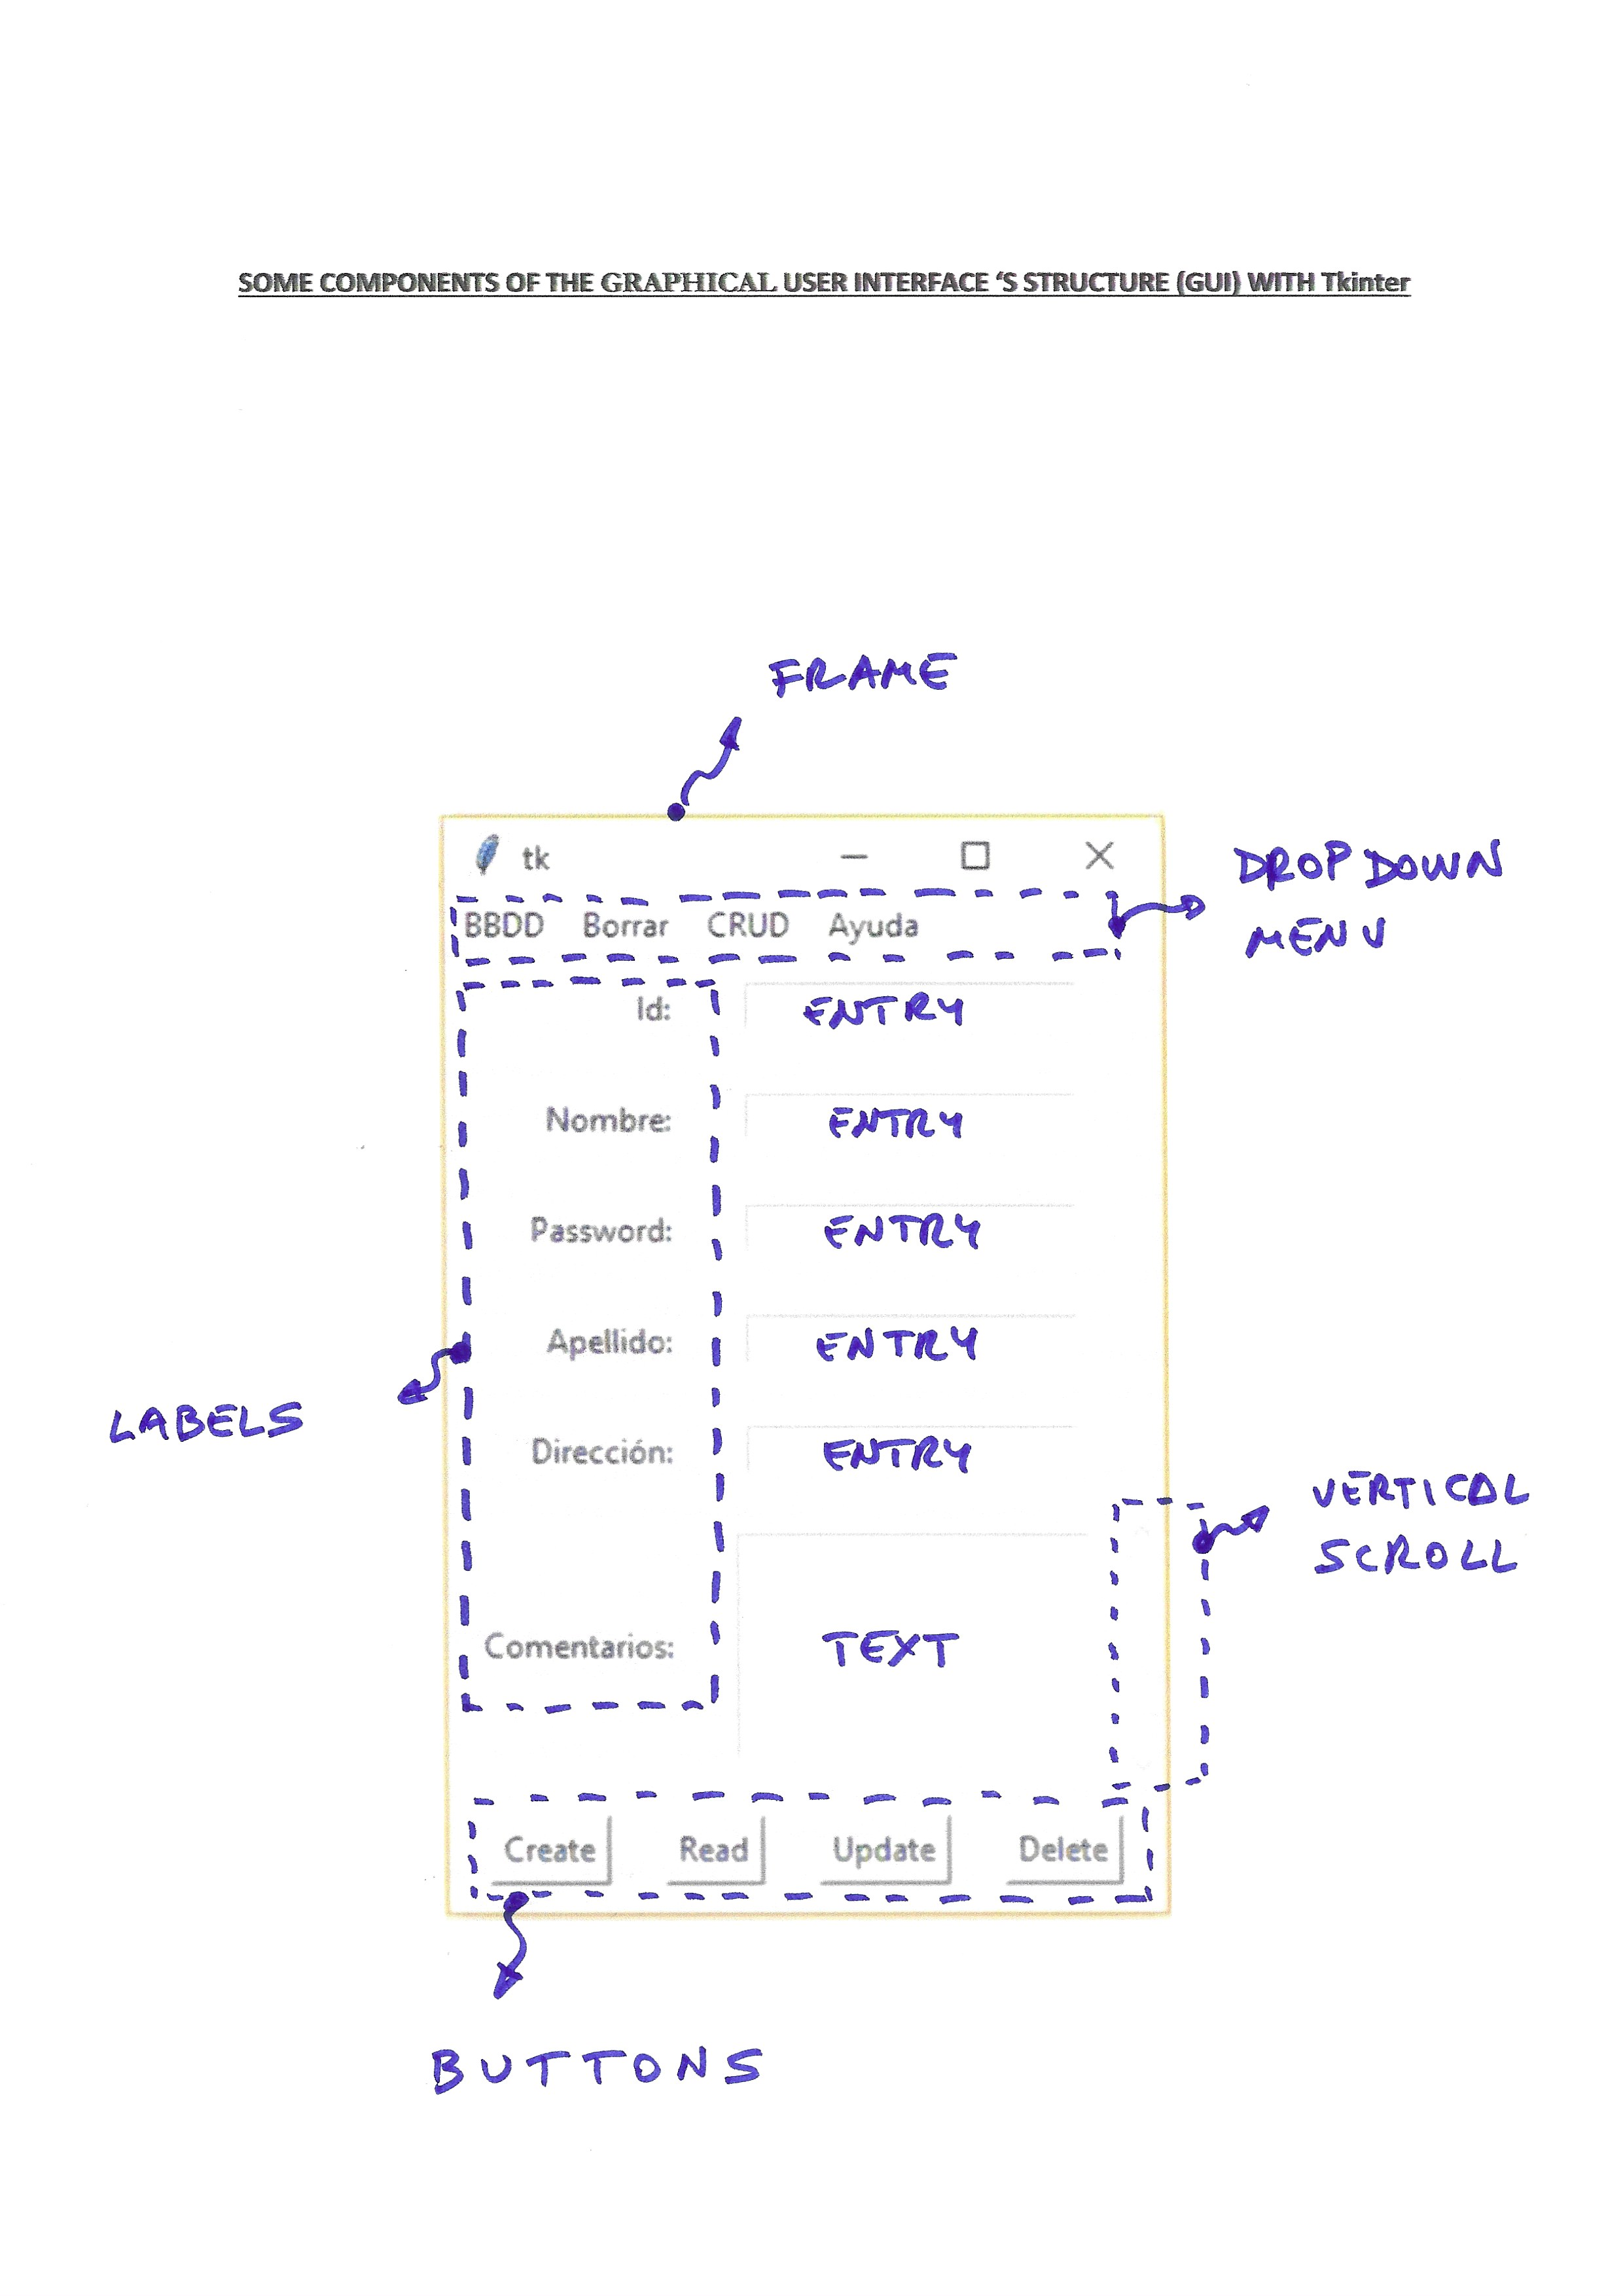 SOME COMPONENTS OF THE GRAPHICAL USER INTERFACE ‘S STRUCTURE (GUI) WITH Tkinter
FRAME
tk
DROP DOWN
MENU
BBDD Borrar CRUD Ayuda
Id: ENTRY
Nombre: ENTRY
Password: ENTRY
Apellido: ENTRY
LABELS
Dirección: ENTRY
VERTICAL
SCROLL
Comentarios: TEXT
Create Read Update Delete
BUTTONS